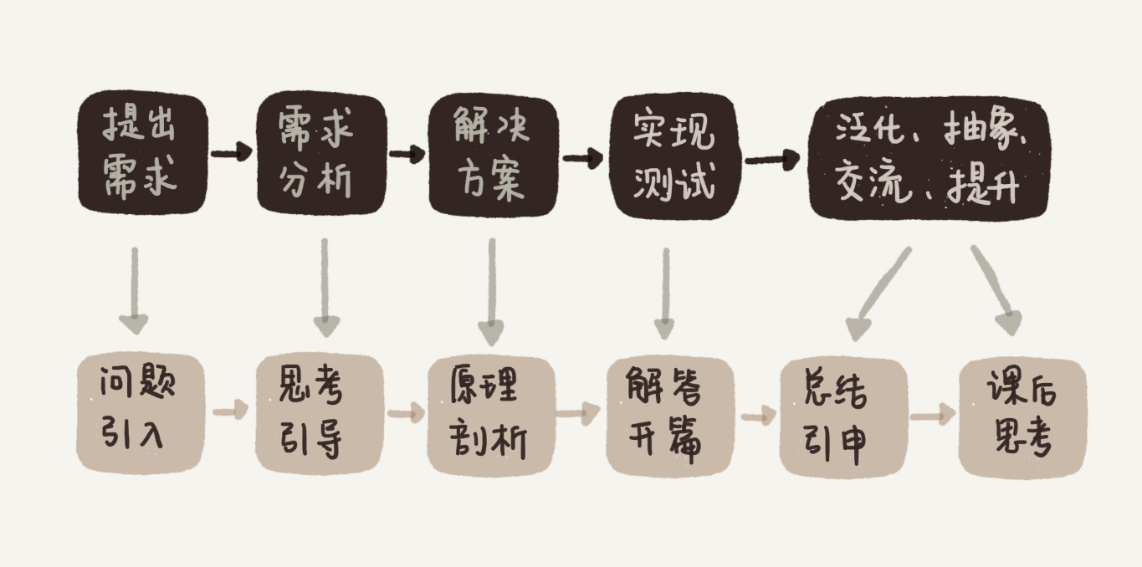 提出
需求
需求
分析
解决
方案
实现
测试
泛化、抽象、
交流、提升
问题
引入
思考
引导
原理
剖析
解答
开篇
总结
引申
课后
思考